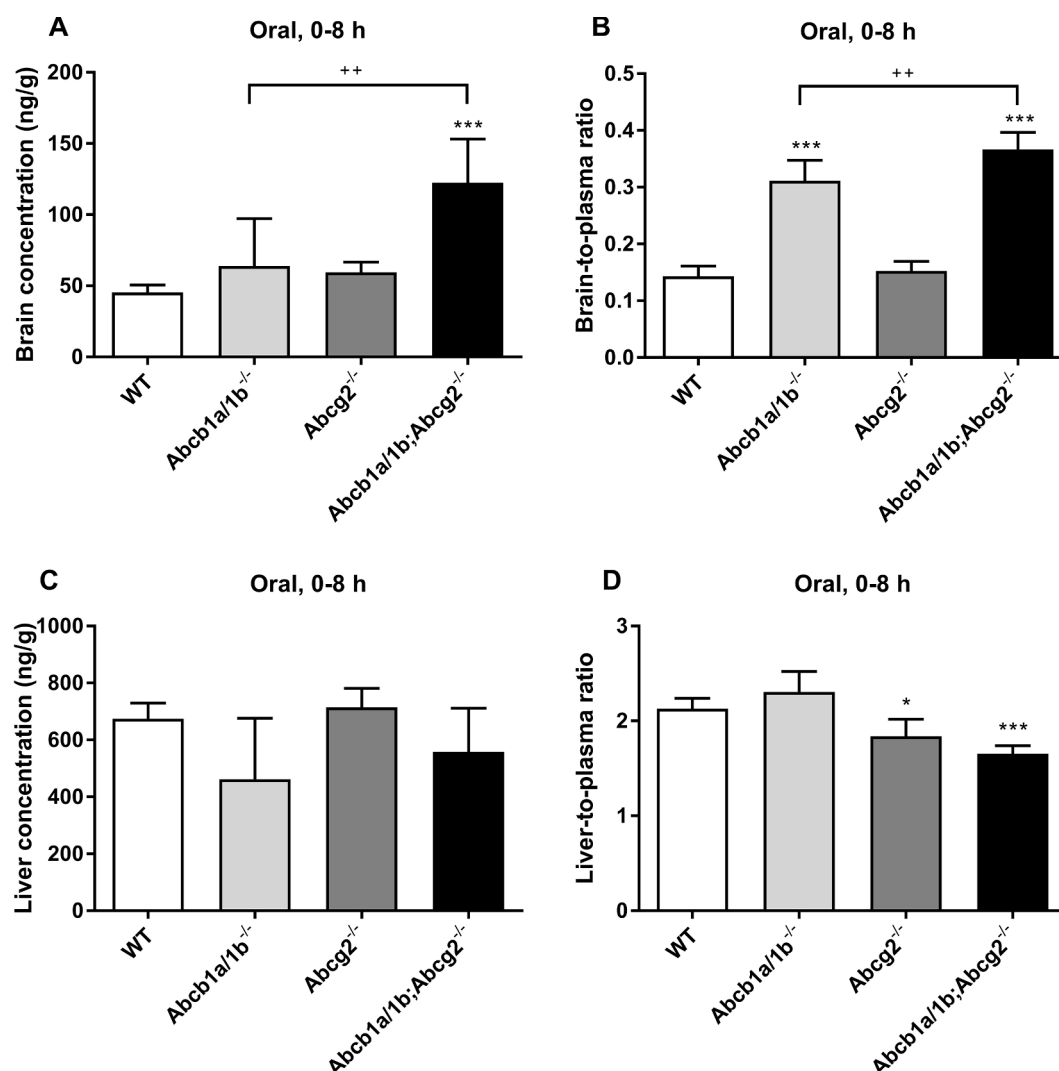 A
Oral, 0-8 h
Brain concentration (ng/g)
200
150
100
50
0
++
***
WT
Abcb1a/1b-/-
Abcg2-/-
Abcb1a/1b;Abcg2-/-
B
Oral, 0-8 h
Brain-to-plasma ratio
0.5
0.4
0.3
0.2
0.1
0.0
++
***
***
WT
Abcb1a/1b-/-
Abcg2-/-
Abcb1a/1b;Abcg2-/-
C
Oral, 0-8 h
Liver concentration (ng/g)
1000
800
600
400
200
0
WT
Abcb1a/1b-/-
Abcg2-/-
Abcb1a/1b;Abcg2-/-
D
Oral, 0-8 h
Liver-to-plasma ratio
3
2
1
0
*
***
WT
Abcb1a/1b-/-
Abcg2-/-
Abcb1a/1b;Abcg2-/-